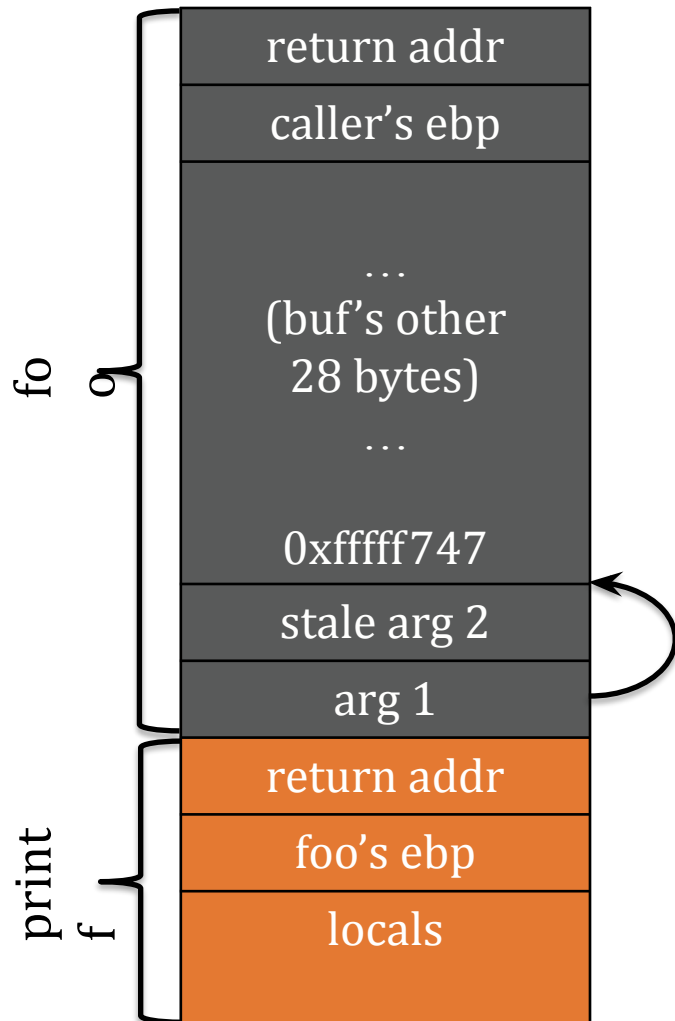 return addr
caller’s ebp
…
(buf’s other
28 bytes)
…
0xfffff747
stale arg 2
arg 1
fo
o
return addr
foo’s ebp
locals
print
f